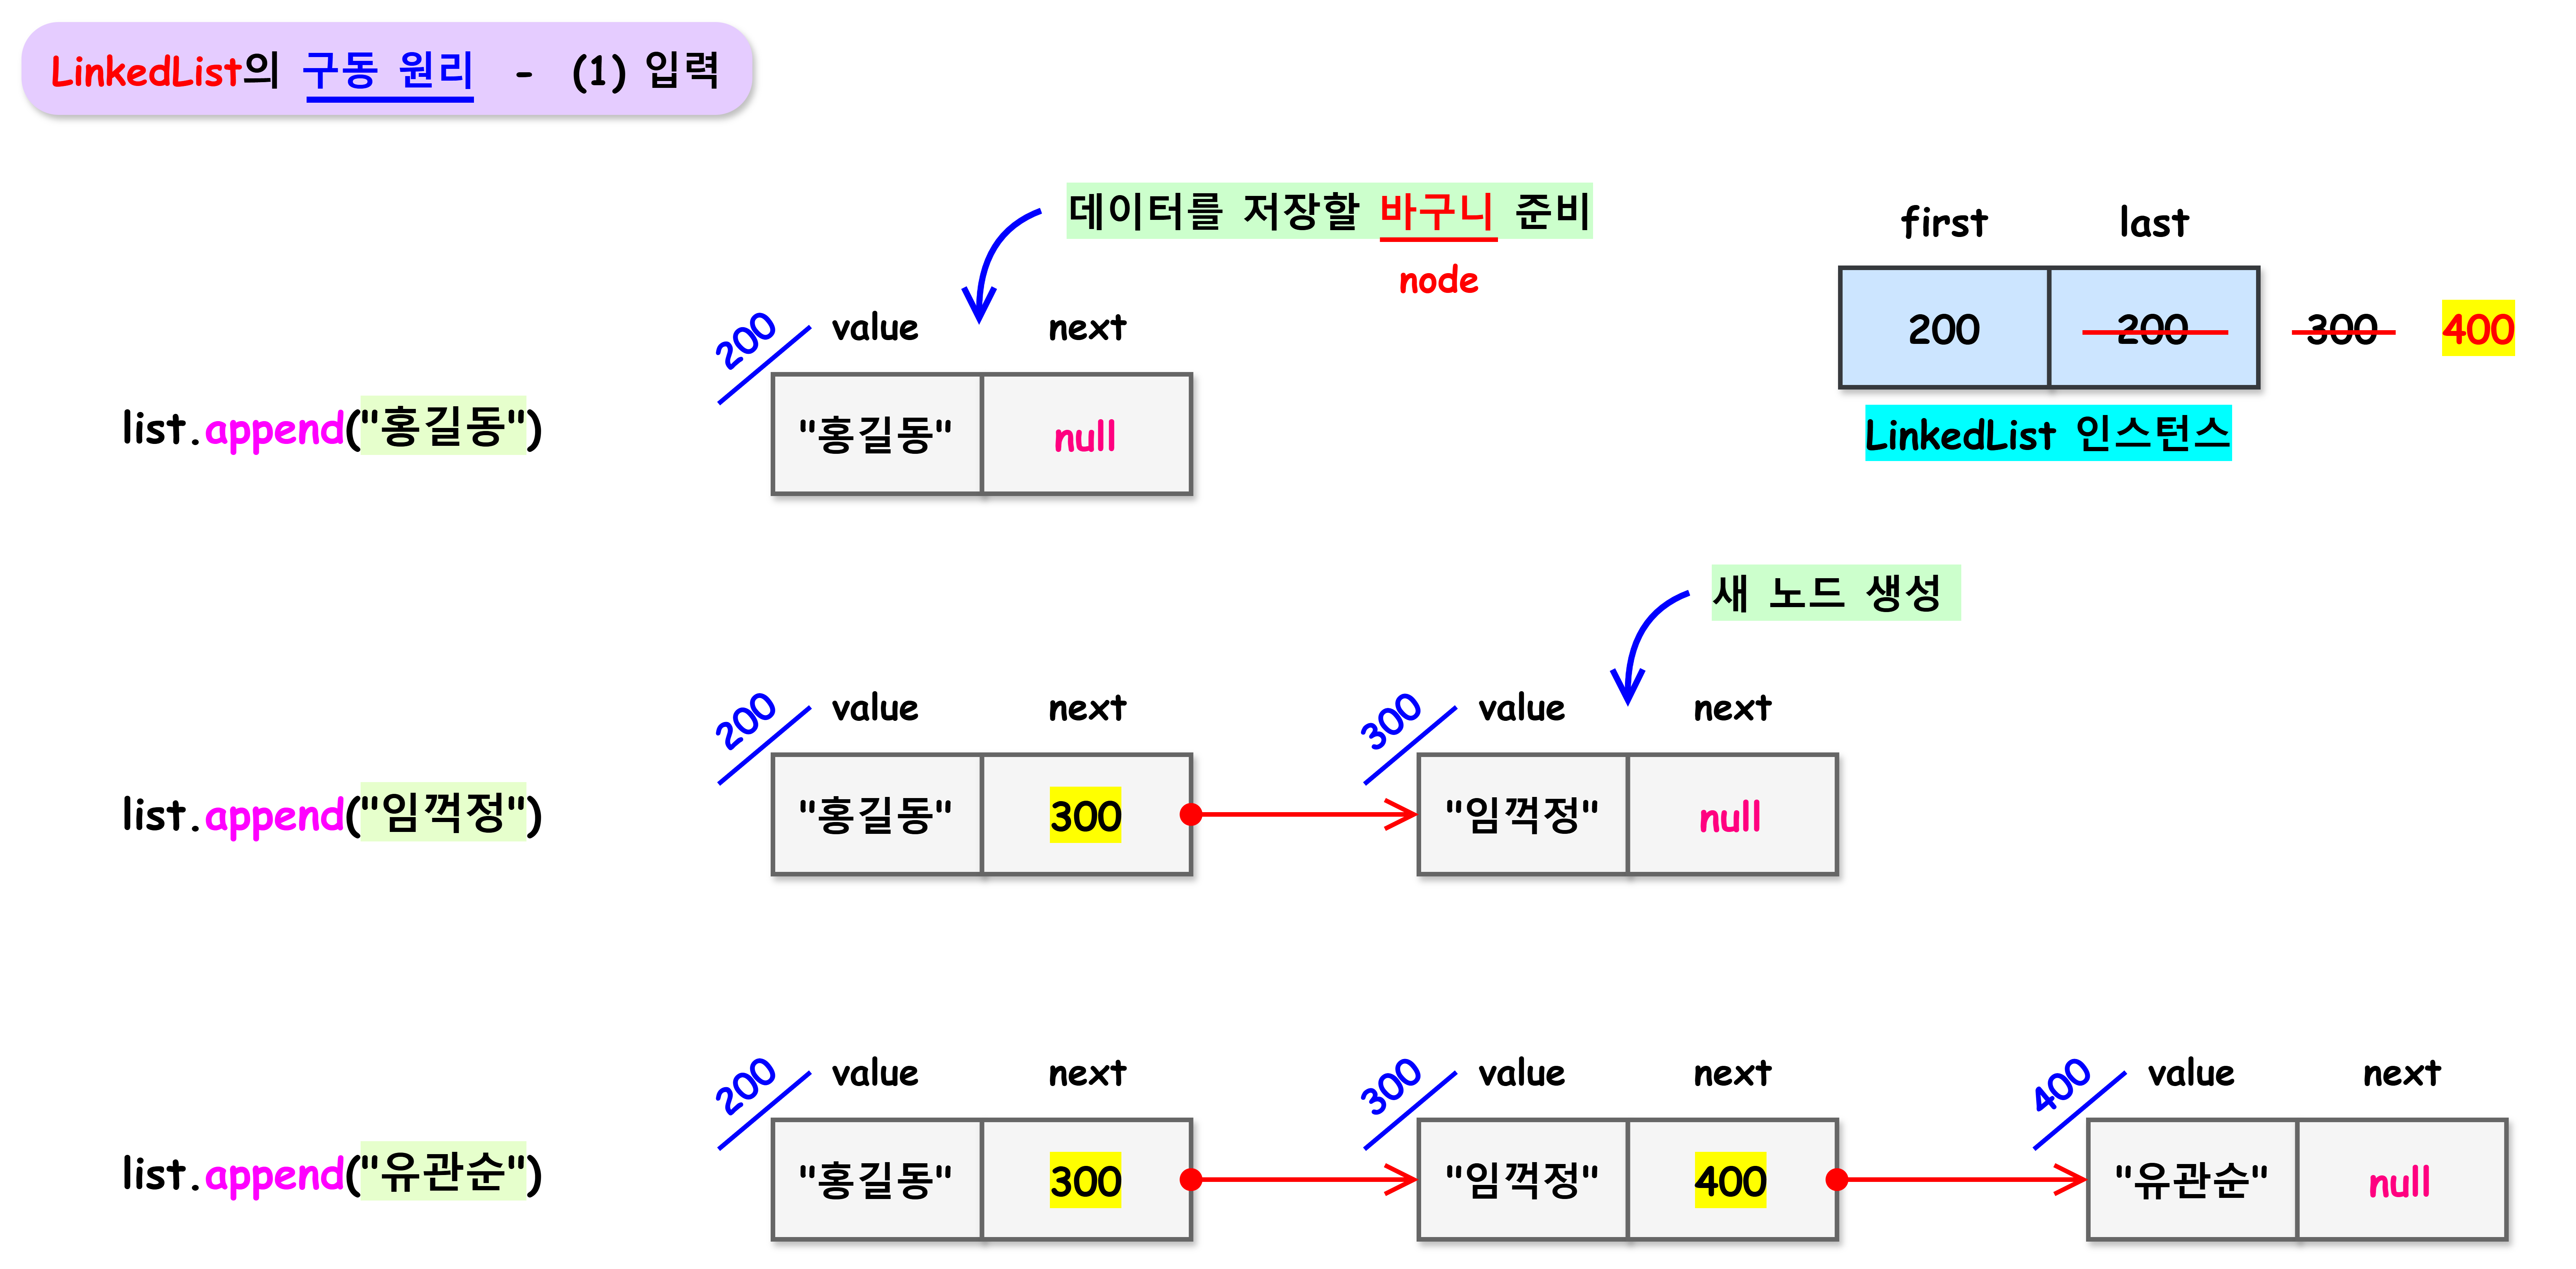 LinkedList의 구동 원리 - (1) 입력
데이터를 저장할 바구니 준비
node
first last
200 200 300 400
LinkedList 인스턴스
200 value next
list.append("홍길동")
"홍길동" null
새 노드 생성
200 value next 300 value next
list.append("임꺽정")
"홍길동" 300 "임꺽정" null
200 value next 300 value next 400 value next
list.append("유관순")
"홍길동" 300 "임꺽정" 400 "유관순" null